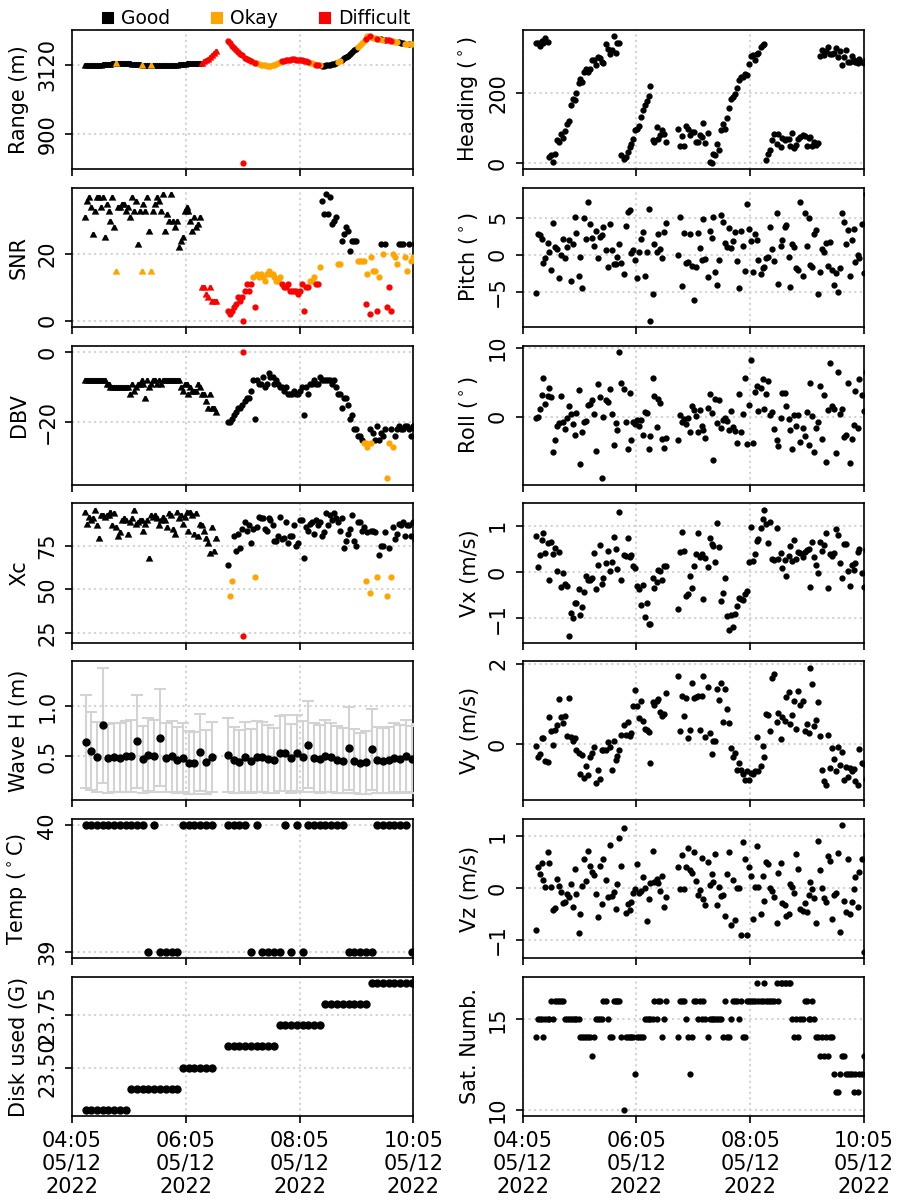 Good Okay Difficult
Range (m)
3120
900
Heading (°)
200
0
SNR
20
0
Pitch (°)
5
0
−5
DBV
0
−20
Roll (°)
10
0
Xc
75
50
25
Vx (m/s)
1
0
−1
Wave H (m)
1.0
0.5
Vy (m/s)
2
0
Temp (°C)
40
39
Vz (m/s)
1
0
−1
Disk used (G)
23.75
23.50
Sat. Numb.
15
10
04:05 06:05 08:05 10:05
05/12 05/12 05/12 05/12
2022 2022 2022 2022
04:05 06:05 08:05 10:05
05/12 05/12 05/12 05/12
2022 2022 2022 2022